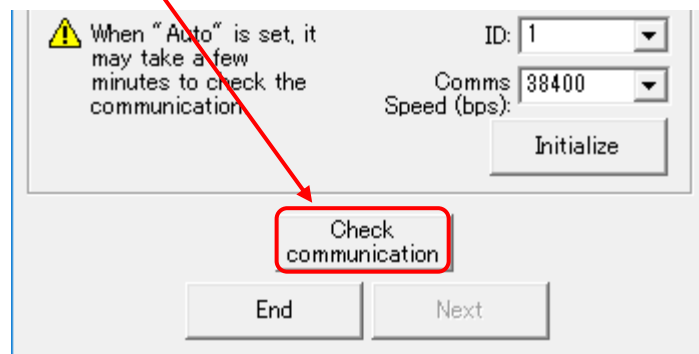 When "Auto" is set, it
may take a few
minutes to check the
communication
ID: 1
Comms
Speed (bps): 38400
Initialize
Check
communication
End
Next